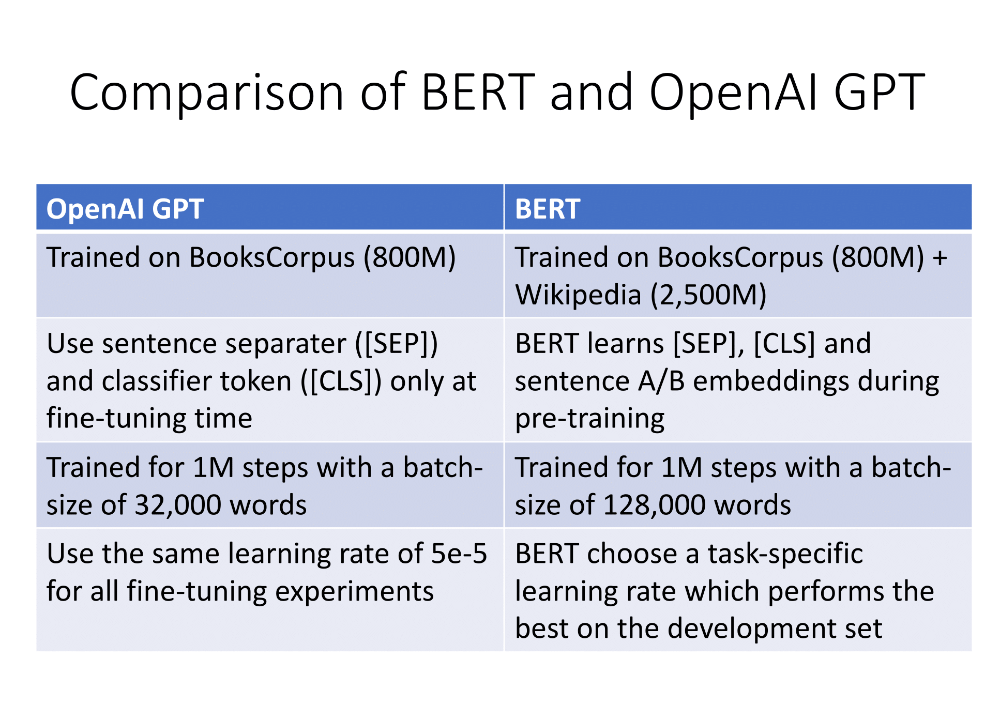 Comparison of BERT and OpenAI GPT
OpenAI GPT
BERT
Trained on BooksCorpus (800M)
Trained on BooksCorpus (800M) +
Wikipedia (2,500M)
Use sentence separater ([SEP])
and classifier token ([CLS]) only at
fine-tuning time
BERT learns [SEP], [CLS] and
sentence A/B embeddings during
pre-training
Trained for 1M steps with a batch-
size of 32,000 words
Trained for 1M steps with a batch-
size of 128,000 words
Use the same learning rate of 5e-5
for all fine-tuning experiments
BERT choose a task-specific
learning rate which performs the
best on the development set